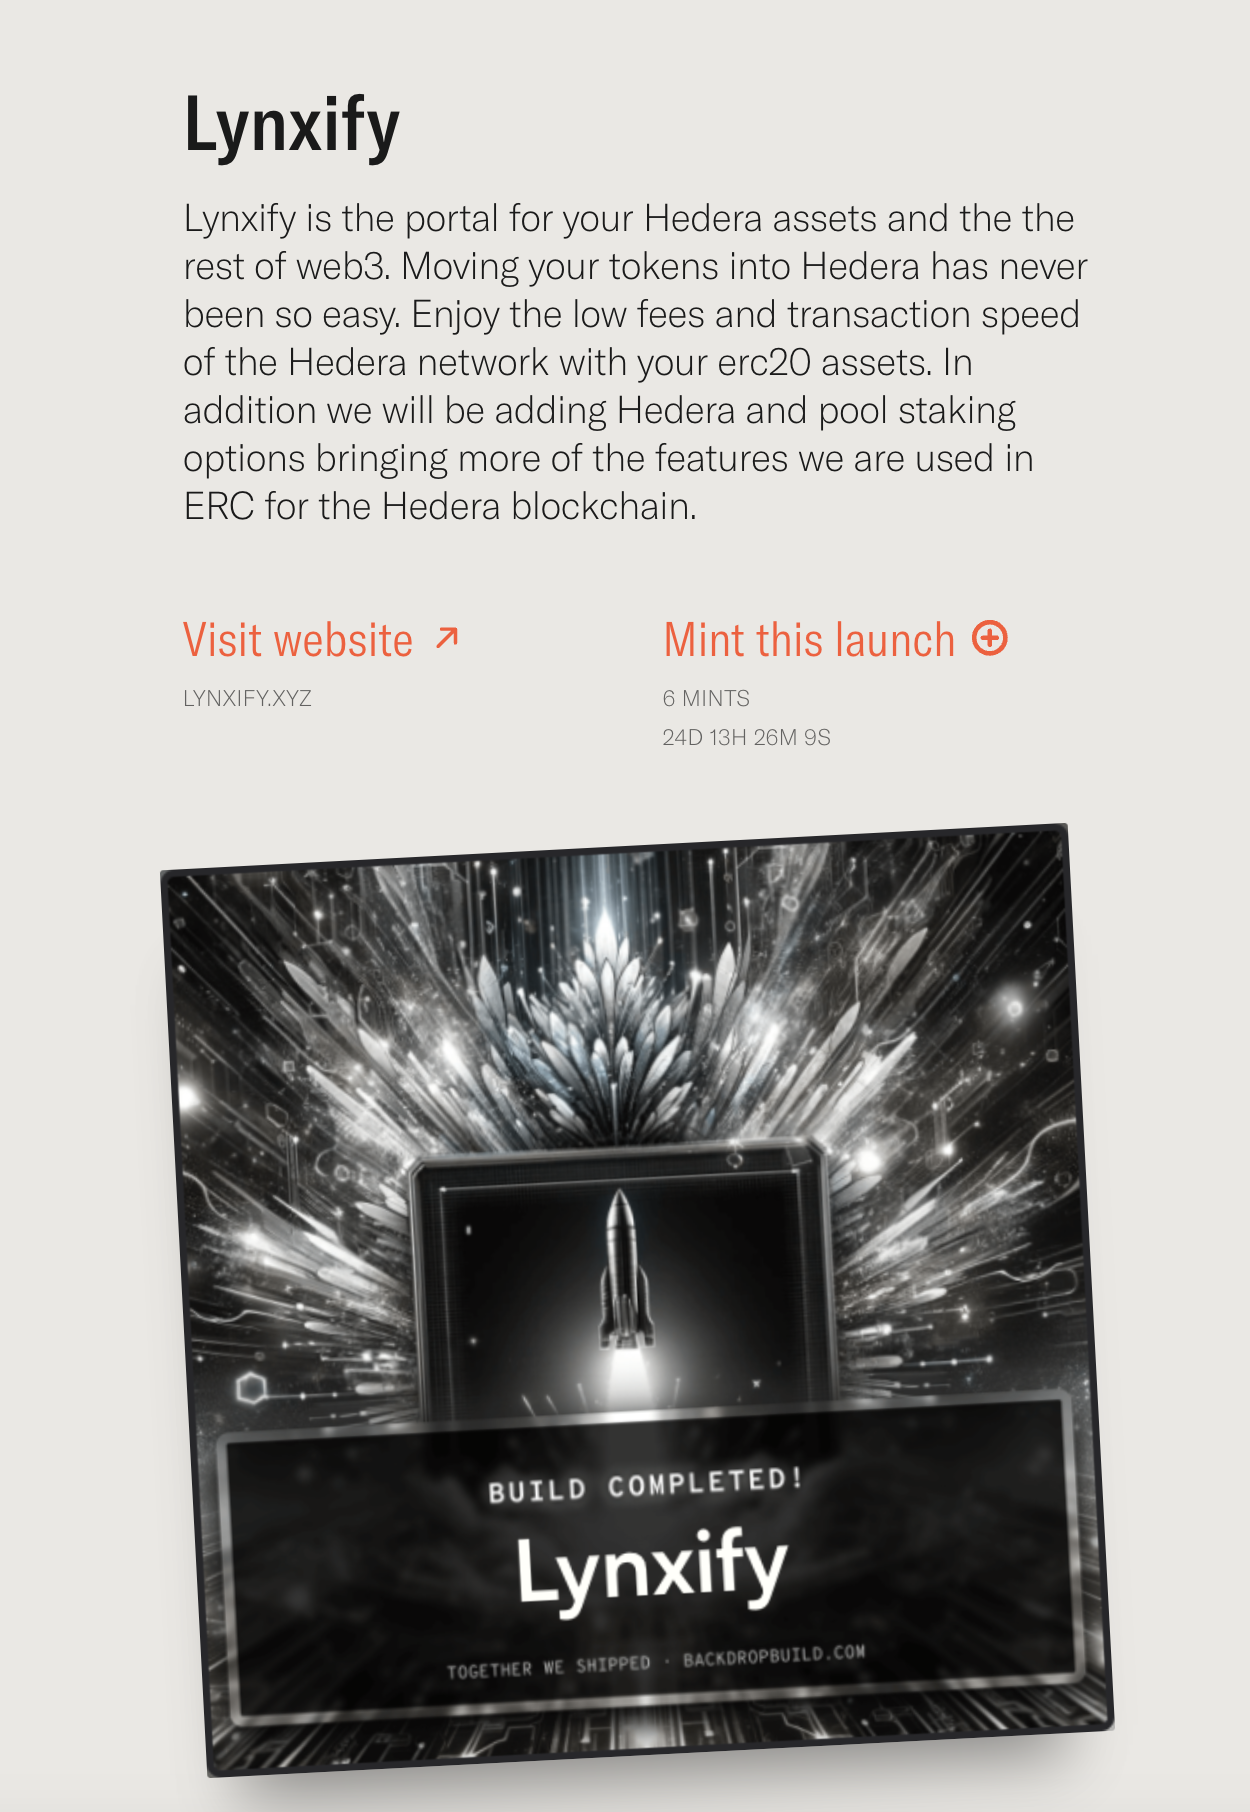 Lynxify
Lynxify is the portal for your Hedera assets and the the
rest of web3. Moving your tokens into Hedera has never
been so easy. Enjoy the low fees and transaction speed
of the Hedera network with your erc20 assets. In
addition we will be adding Hedera and pool staking
options bringing more of the features we are used in
ERC for the Hedera blockchain.
Visit website
LYNXIFY.XYZ
Mint this launch
6 MINTS
24D 13H 26M 9S
BUILD COMPLETED!
Lynxify
TOGETHER WE SHIPPED · BACKDROPBUILD.COM